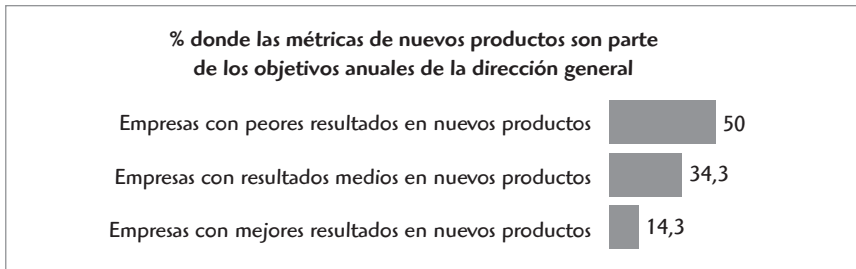 % donde las métricas de nuevos productos son parte
de los objetivos anuales de la dirección general
Empresas con peores resultados en nuevos productos 50
Empresas con resultados medios en nuevos productos 34,3
Empresas con mejores resultados en nuevos productos 14,3